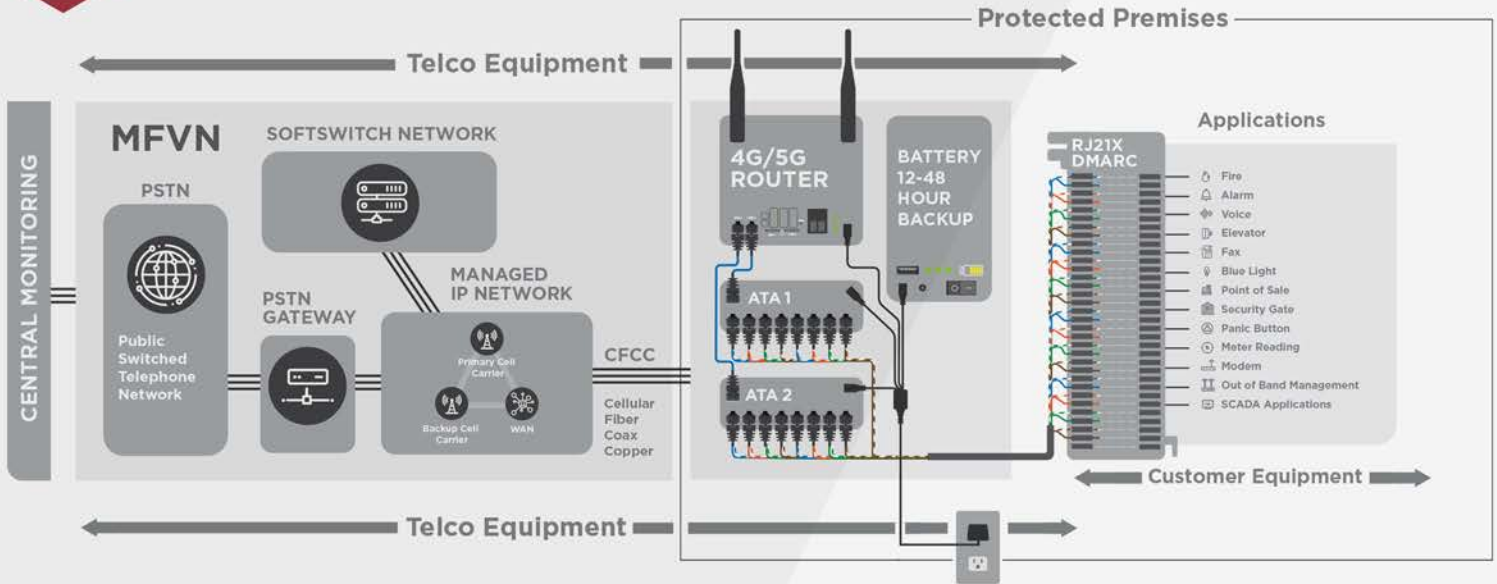 Protected Premises
Telco Equipment
CENTRAL MONITORING
MFVN
PSTN
Public
Switched
Telephone
Network
SOFTSWITCH NETWORK
PSTN
GATEWAY
MANAGED
IP NETWORK
Primary Cell
Carrier
Backup Cell
Carrier
WAN
CFCC
Cellular
Fiber
Coax
Copper
4G/5G
ROUTER
BATTERY
12-48
HOUR
BACKUP
ATA 1
ATA 2
RJ21X
DMARC
Applications
Fire
Alarm
Voice
Elevator
Fax
Blue Light
Point of Sale
Security Gate
Panic Button
Meter Reading
Modem
Out of Band Management
SCADA Applications
Customer Equipment
Telco Equipment